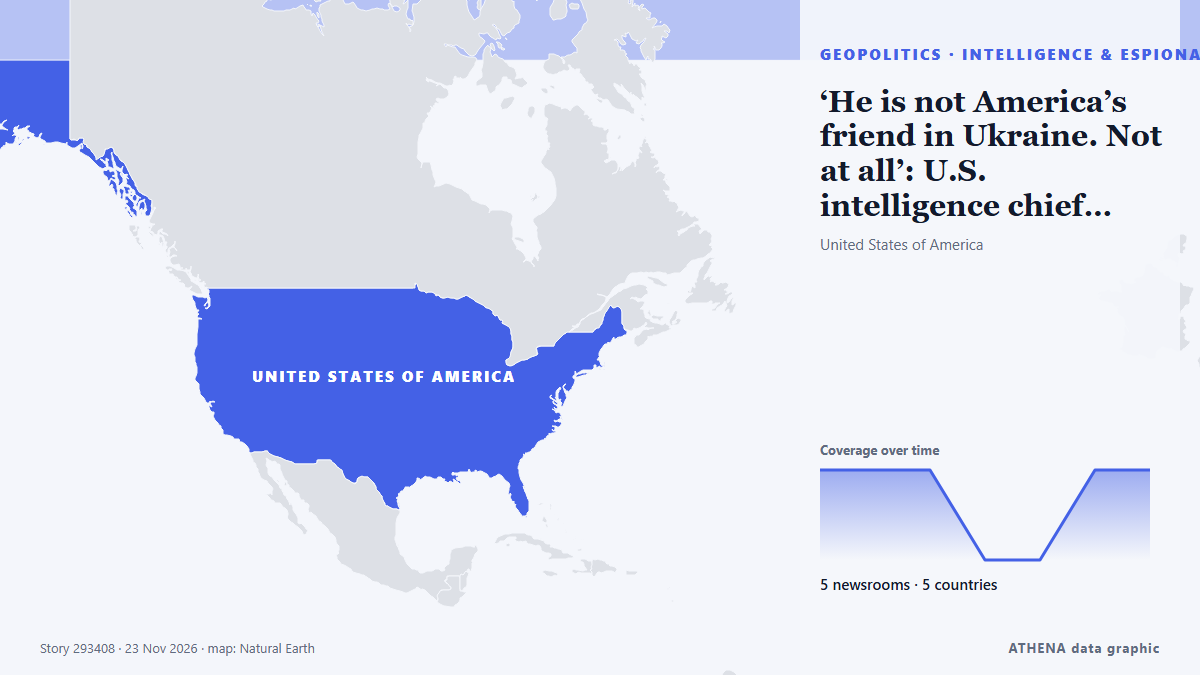 GEOPOLITICS · INTELLIGENCE & ESPIONA
‘He is not America’s
friend in Ukraine. Not
at all’: U.S.
intelligence chief...
United States of America
UNITED STATES OF AMERICA
Coverage over time
5 newsrooms · 5 countries
Story 293408 · 23 Nov 2026 · map: Natural Earth
ATHENA data graphic